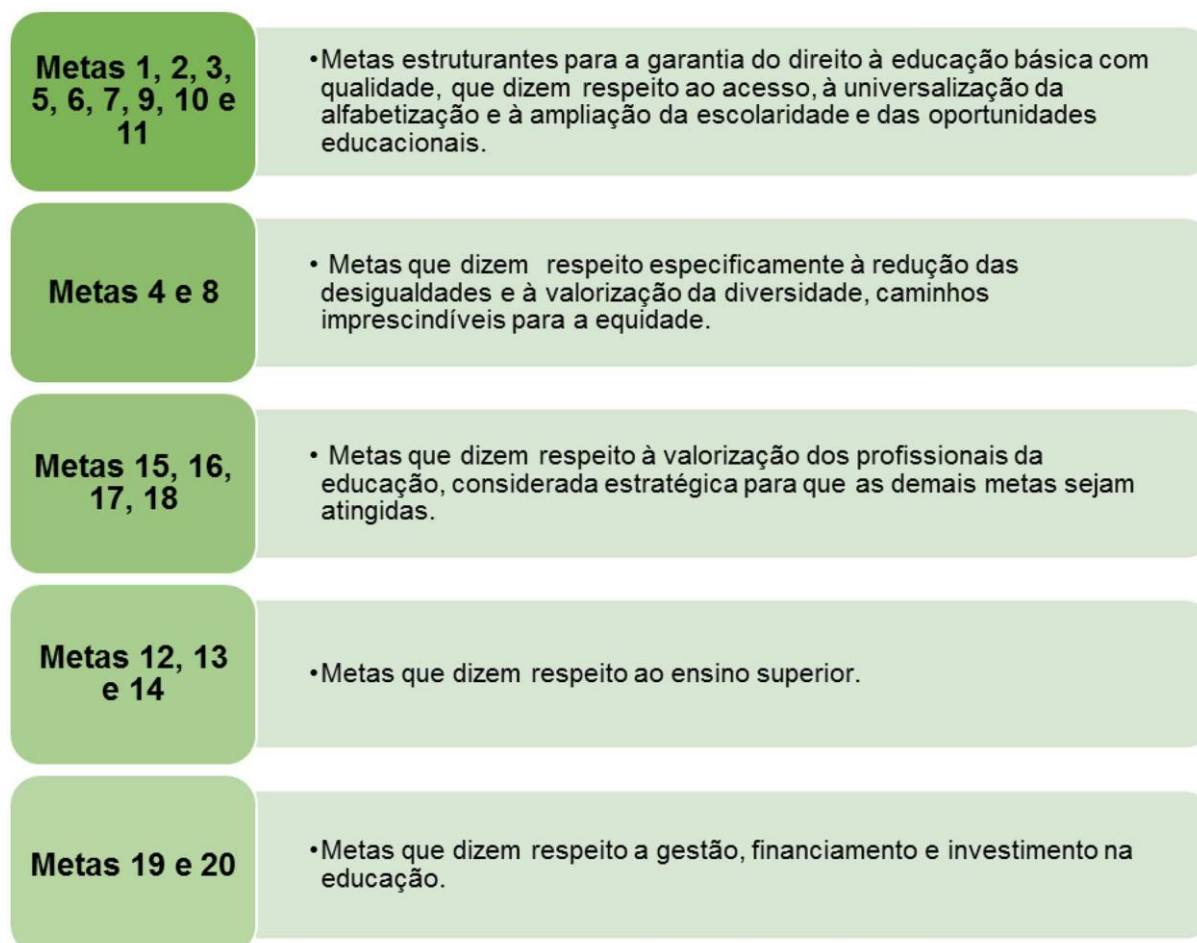 Metas 1, 2, 3,
5, 6, 7, 9, 10 e
11
•Metas estruturantes para a garantia do direito à educação básica com
qualidade, que dizem respeito ao acesso, à universalização da
alfabetização e à ampliação da escolaridade e das oportunidades
educacionais.
Metas 4 e 8
• Metas que dizem respeito especificamente à redução das
desigualdades e à valorização da diversidade, caminhos
imprescindíveis para a equidade.
Metas 15, 16,
17, 18
• Metas que dizem respeito à valorização dos profissionais da
educação, considerada estratégica para que as demais metas sejam
atingidas.
Metas 12, 13
e 14
•Metas que dizem respeito ao ensino superior.
Metas 19 e 20
•Metas que dizem respeito a gestão, financiamento e investimento na
educação.